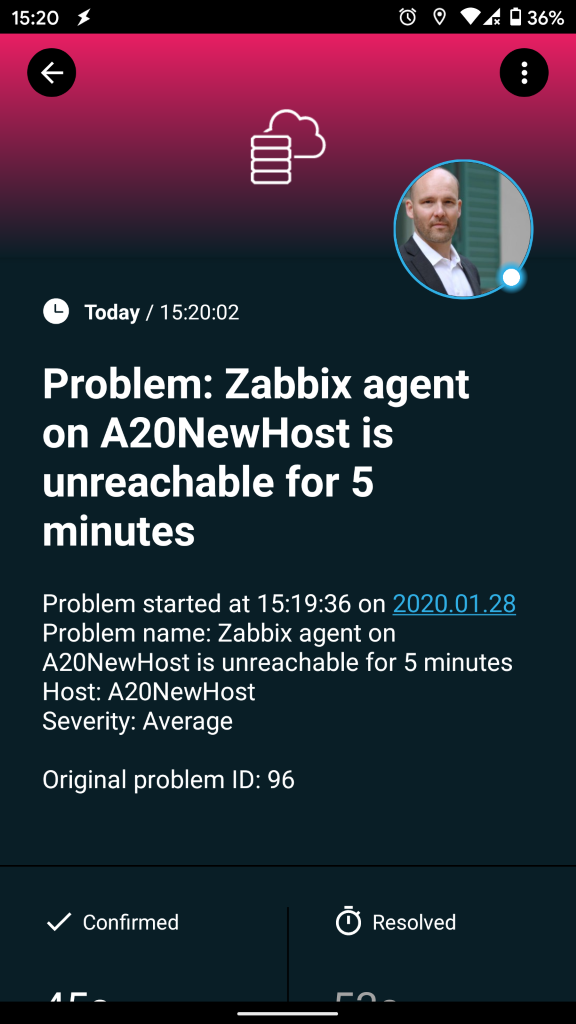 15:20
36%
Today / 15:20:02
Problem: Zabbix agent
on A20NewHost is
unreachable for 5
minutes
Problem started at 15:19:36 on 2020.01.28
Problem name: Zabbix agent on
A20NewHost is unreachable for 5 minutes
Host: A20NewHost
Severity: Average
Original problem ID: 96
Confirmed
Resolved